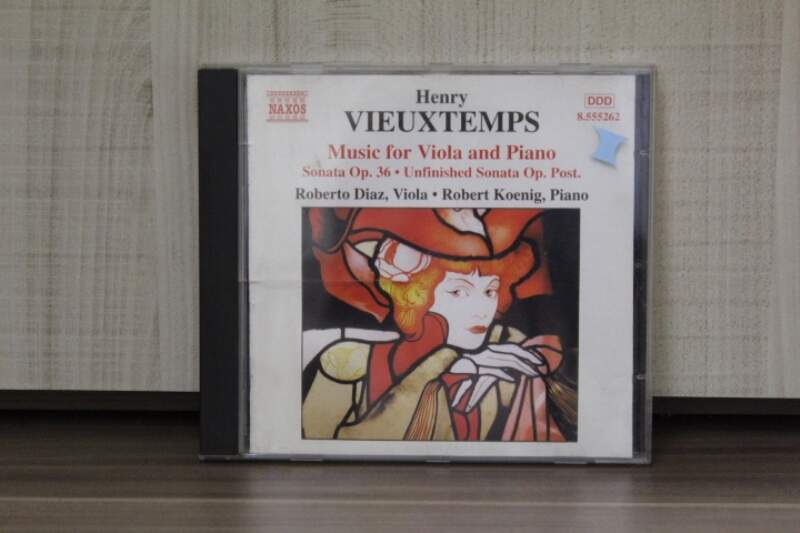 NAXOS
Henry
VIEUXTEMPS
DDD
8.555262
Music for Viola and Piano
Sonata Op. 36 • Unfinished Sonata Op. Post.
Roberto Diaz, Viola • Robert Koenig, Piano